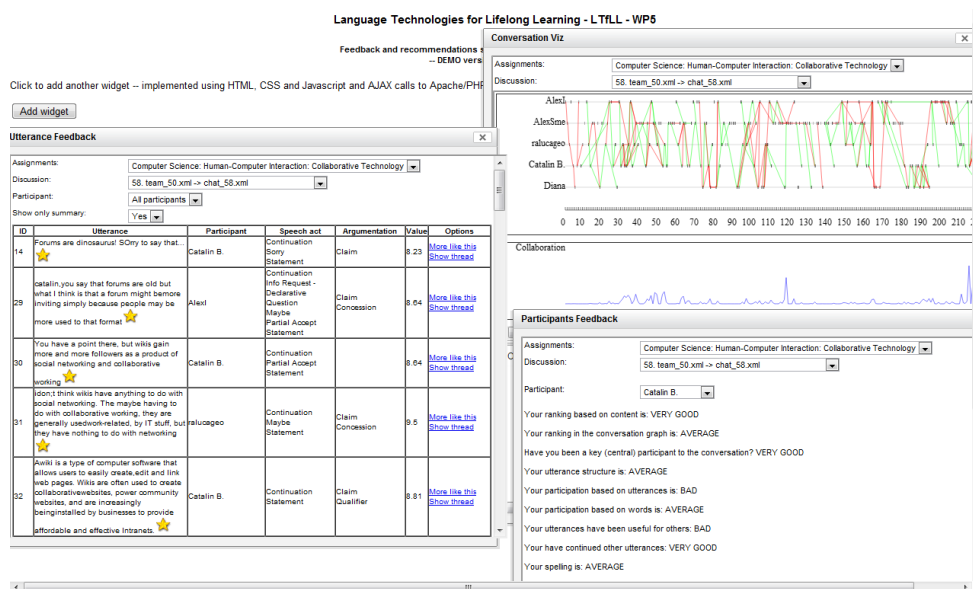 Language Technologies for Lifelong Learning - LTfLL - WP5
Feedback and recommendations s
-- DEMO vers
Click to add another widget -- implemented using HTML, CSS and Javascript and AJAX calls to Apache/PHP
Add widget
Utterance Feedback
Assignments: Computer Science: Human-Computer Interaction: Collaborative Technology
Discussion: 58. team_50.xml -> chat_58.xml
Participant: All participants
Show only summary: Yes
ID Utterance Participant Speech act Argumentation Value Options
14 Forums are dinosaurus! SOrry to say that... Catalin B. Continuation Claim 8.23 More like this
Sorry Show thread
Statement
29 catalin,you say that forums are old but AlexI Continuation Claim 8.64 More like this
what I think is that a forum might bemore Info Request - Concession Show thread
inviting simply because people may be Declarative
more used to that format Question
Maybe
Partial Accept
Statement
30 You have a point there, but wikis gain Catalin B. Continuation Claim 8.64 More like this
more and more followers as a product of Partial Accept Concession Show thread
social networking and collaborative Statement
working
31 idon;t think wikis have anything to do with ralucageo Continuation Claim 9.5 More like this
social networking. The maybe having to Maybe Concession Show thread
do with collaborative working, they are Statement
generally usedwork-related, by IT stuff, but
they have nothing to do with networking
32 Awiki is a type of computer software that Catalin B. Continuation Claim 8.81 More like this
allows users to easily create,edit and link Statement Qualifier Show thread
web pages. Wikis are often used to create
collaborativewebsites, power community
websites, and are increasingly
beinginstalled by businesses to provide
affordable and effective Intranets.
Conversation Viz
Assignments: Computer Science: Human-Computer Interaction: Collaborative Technology
Discussion: 58. team_50.xml -> chat_58.xml
AlexI
AlexSme
ralucageo
Catalin B.
Diana
0 10 20 30 40 50 60 70 80 90 100 110 120 130 140 150 160 170 180 190 200 210
Collaboration
Participants Feedback
Assignments: Computer Science: Human-Computer Interaction: Collaborative Technology
Discussion: 58. team_50.xml -> chat_58.xml
Participant: Catalin B.
Your ranking based on content is: VERY GOOD
Your ranking in the conversation graph is: AVERAGE
Have you been a key (central) participant to the conversation? VERY GOOD
Your utterance structure is: AVERAGE
Your participation based on utterances is: BAD
Your participation based on words is: AVERAGE
Your utterances have been useful for others: BAD
Your have continued other utterances: VERY GOOD
Your spelling is: AVERAGE